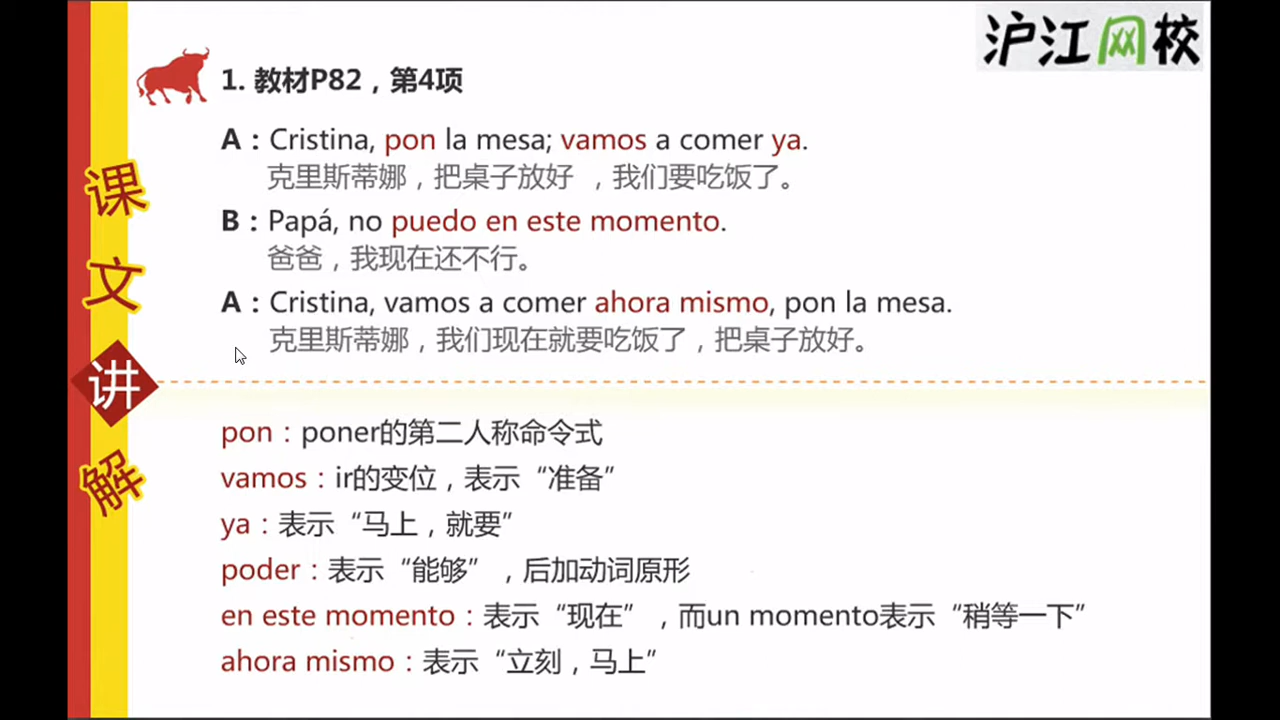 沪江网校
1. 教材P82，第4项
A：Cristina, pon la mesa; vamos a comer ya.
克里斯蒂娜，把桌子放好 ，我们要吃饭了。
B：Papá, no puedo en este momento.
爸爸，我现在还不行。
A：Cristina, vamos a comer ahora mismo, pon la mesa.
克里斯蒂娜，我们现在就要吃饭了，把桌子放好。
课文讲解
pon：poner的第二人称命令式
vamos：ir的变位，表示“准备”
ya：表示“马上，就要”
poder：表示“能够” ，后加动词原形
en este momento：表示“现在” ，而un momento表示“稍等一下”
ahora mismo：表示“立刻，马上”